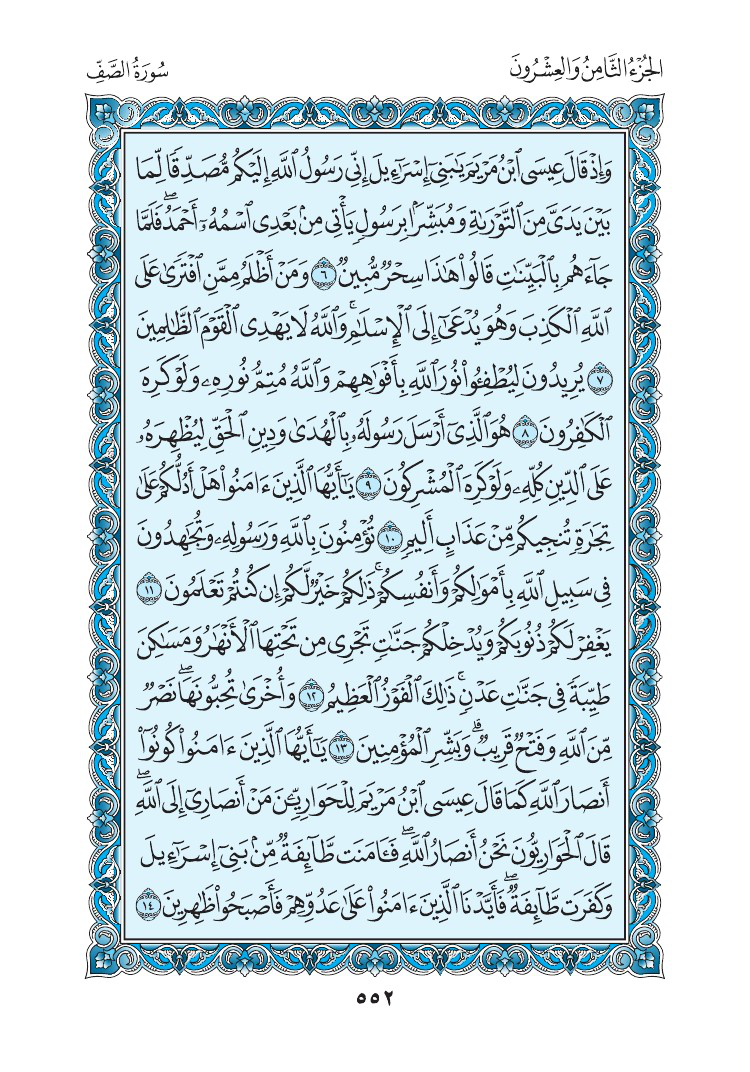 الجُزْءُ الثَّامِنُ وَالعِشْرُونَ
سُورَةُ الصَّفِّ
وَإِذْ قَالَ عِيسَى ٱبْنُ مَرْيَمَ يَٰبَنِىٓ إِسْرَٰٓءِيلَ إِنِّى رَسُولُ ٱللَّهِ إِلَيْكُم مُّصَدِّقًا لِّمَا
بَيْنَ يَدَىَّ مِنَ ٱلتَّوْرَىٰةِ وَمُبَشِّرًۢا بِرَسُولٍ يَأْتِى مِنۢ بَعْدِى ٱسْمُهُۥٓ أَحْمَدُ ۖ فَلَمَّا
جَآءَهُم بِٱلْبَيِّنَٰتِ قَالُوا۟ هَٰذَا سِحْرٌ مُّبِينٌ ٦ وَمَنْ أَظْلَمُ مِمَّنِ ٱفْتَرَىٰ عَلَى
ٱللَّهِ ٱلْكَذِبَ وَهُوَ يُدْعَىٰٓ إِلَى ٱلْإِسْلَٰمِ ۚ وَٱللَّهُ لَا يَهْدِى ٱلْقَوْمَ ٱلظَّٰلِمِينَ
٧ يُرِيدُونَ لِيُطْفِـُٔوا۟ نُورَ ٱللَّهِ بِأَفْوَٰهِهِمْ وَٱللَّهُ مُتِمُّ نُورِهِۦ وَلَوْ كَرِهَ
ٱلْكَٰفِرُونَ ٨ هُوَ ٱلَّذِىٓ أَرْسَلَ رَسُولَهُۥ بِٱلْهُدَىٰ وَدِينِ ٱلْحَقِّ لِيُظْهِرَهُۥ
عَلَى ٱلدِّينِ كُلِّهِۦ وَلَوْ كَرِهَ ٱلْمُشْرِكُونَ ٩ يَٰٓأَيُّهَا ٱلَّذِينَ ءَامَنُوا۟ هَلْ أَدُلُّكُمْ عَلَىٰ
تِجَٰرَةٍ تُنجِيكُم مِّنْ عَذَابٍ أَلِيمٍ ١٠ تُؤْمِنُونَ بِٱللَّهِ وَرَسُولِهِۦ وَتُجَٰهِدُونَ
فِى سَبِيلِ ٱللَّهِ بِأَمْوَٰلِكُمْ وَأَنفُسِكُمْ ۚ ذَٰلِكُمْ خَيْرٌ لَّكُمْ إِن كُنتُمْ تَعْلَمُونَ ١١
يَغْفِرْ لَكُمْ ذُنُوبَكُمْ وَيُدْخِلْكُمْ جَنَّٰتٍ تَجْرِى مِن تَحْتِهَا ٱلْأَنْهَٰرُ وَمَسَٰكِنَ
طَيِّبَةً فِى جَنَّٰتِ عَدْنٍ ۚ ذَٰلِكَ ٱلْفَوْزُ ٱلْعَظِيمُ ١٢ وَأُخْرَىٰ تُحِبُّونَهَا ۖ نَصْرٌ
مِّنَ ٱللَّهِ وَفَتْحٌ قَرِيبٌ ۗ وَبَشِّرِ ٱلْمُؤْمِنِينَ ١٣ يَٰٓأَيُّهَا ٱلَّذِينَ ءَامَنُوا۟ كُونُوٓا۟
أَنصَارَ ٱللَّهِ كَمَا قَالَ عِيسَى ٱبْنُ مَرْيَمَ لِلْحَوَارِيِّـۧنَ مَنْ أَنصَارِىٓ إِلَى ٱللَّهِ ۖ
قَالَ ٱلْحَوَارِيُّونَ نَحْنُ أَنصَارُ ٱللَّهِ ۖ فَـَٔامَنَت طَّآئِفَةٌ مِّنۢ بَنِىٓ إِسْرَٰٓءِيلَ
وَكَفَرَت طَّآئِفَةٌ ۖ فَأَيَّدْنَا ٱلَّذِينَ ءَامَنُوا۟ عَلَىٰ عَدُوِّهِمْ فَأَصْبَحُوا۟ ظَٰهِرِينَ ١٤
٥٥٢